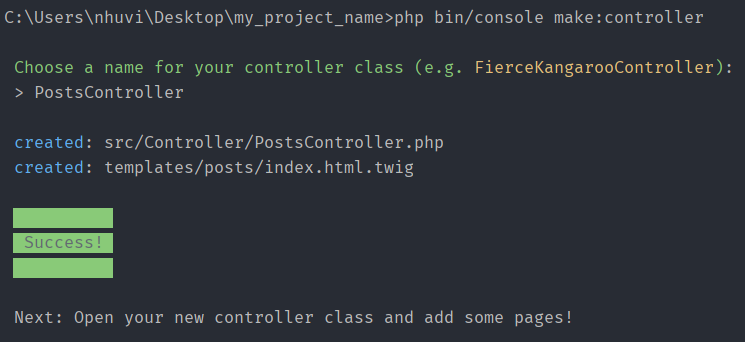 C:\Users\nhuvi\Desktop\my_project_name>php bin/console make:controller
Choose a name for your controller class (e.g. FierceKangarooController):
> PostsController
created: src/Controller/PostsController.php
created: templates/posts/index.html.twig
Success!
Next: Open your new controller class and add some pages!